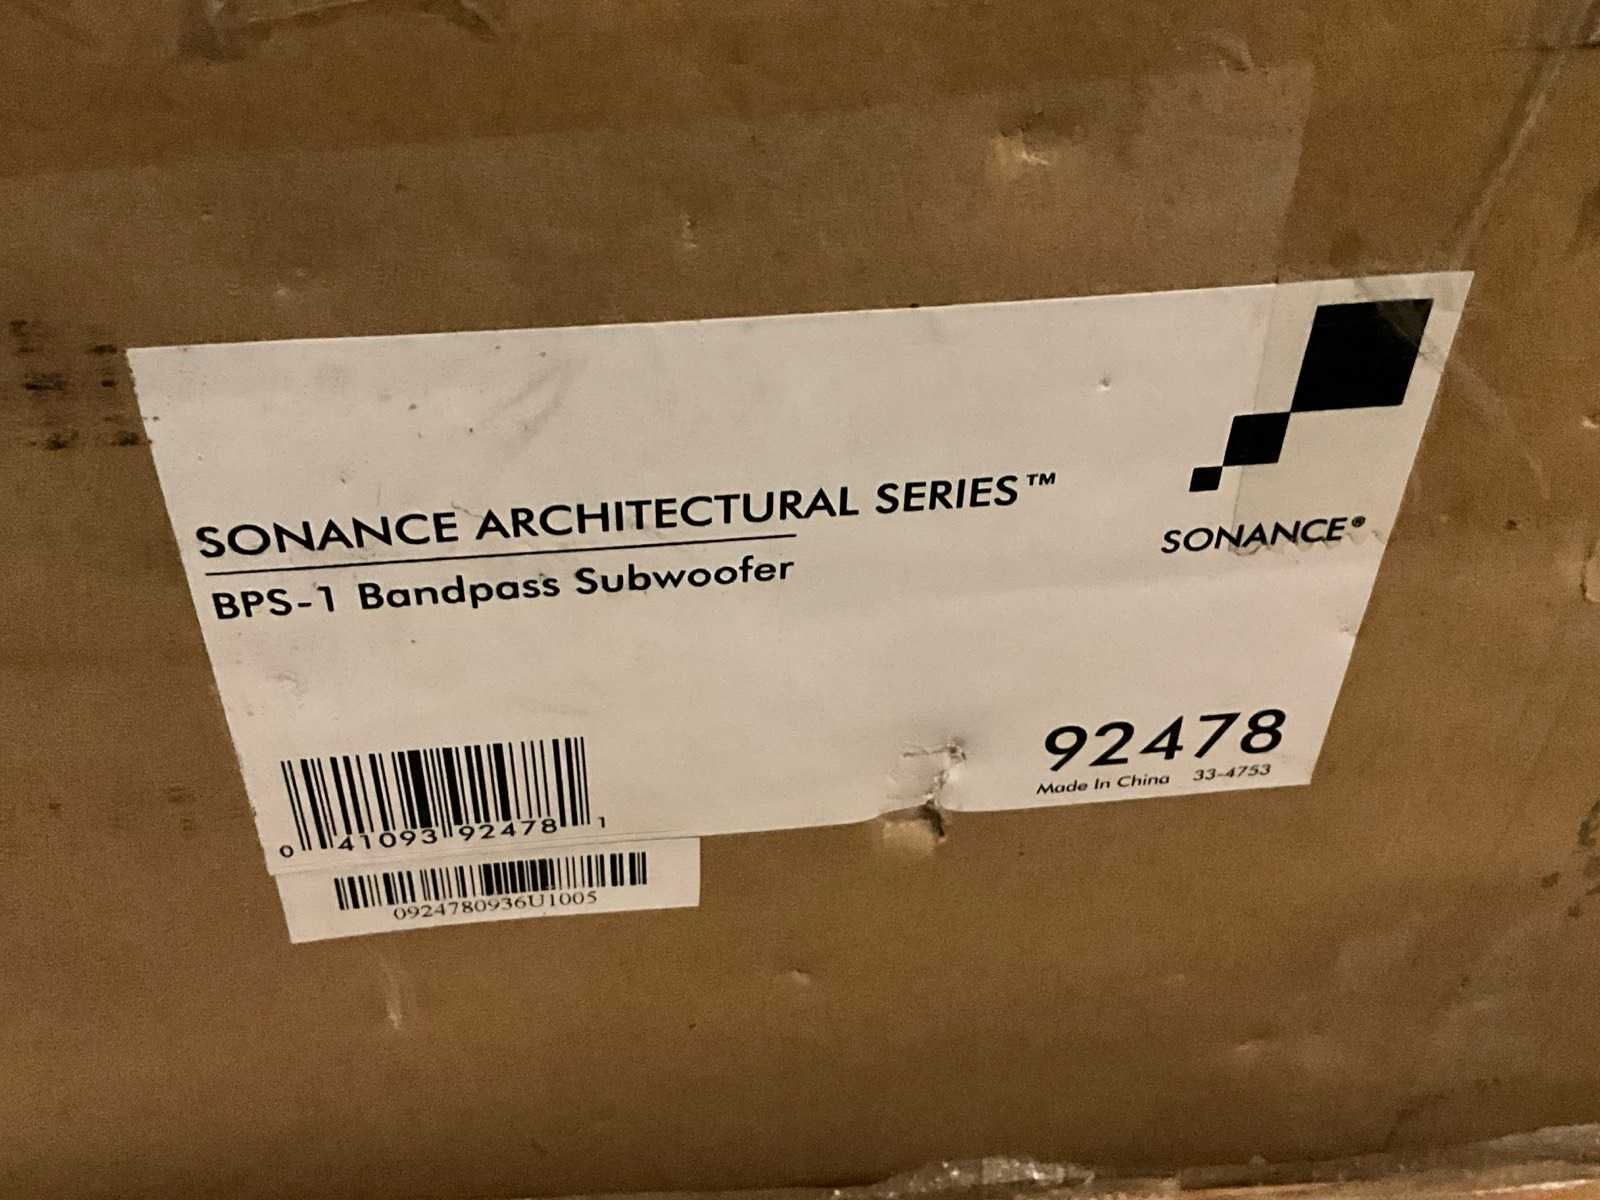 SONANCE ARCHITECTURAL SERIES™
BPS-1 Bandpass Subwoofer
SONANCE®
92478
Made In China 33-4753
0 41093 92478 1
0924780936U1005